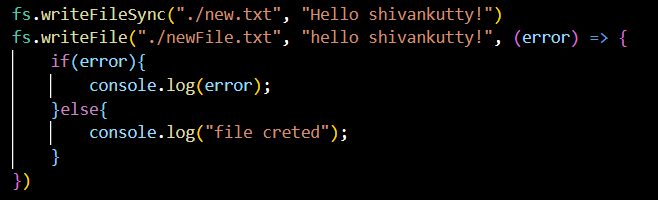 fs.writeFileSync("./new.txt", "Hello shivankutty!")
fs.writeFile("./newFile.txt", "hello shivankutty!", (error) => {
    if(error){
        console.log(error);
    }else{
        console.log("file creted");
    }
})